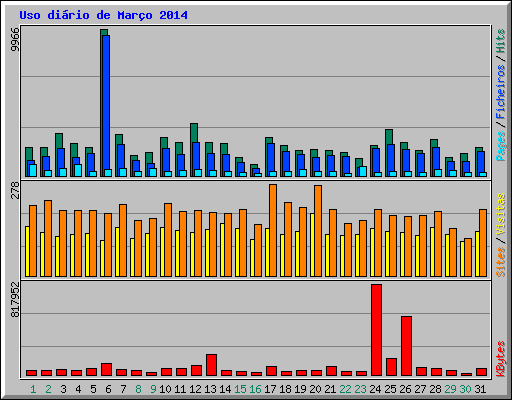 Uso diário de Março 2014
9966
Pages / Ficheiros / Hits
278
Sites / Visitas
817952
KBytes
1 2 3 4 5 6 7 8 9 10 11 12 13 14 15 16 17 18 19 20 21 22 23 24 25 26 27 28 29 30 31